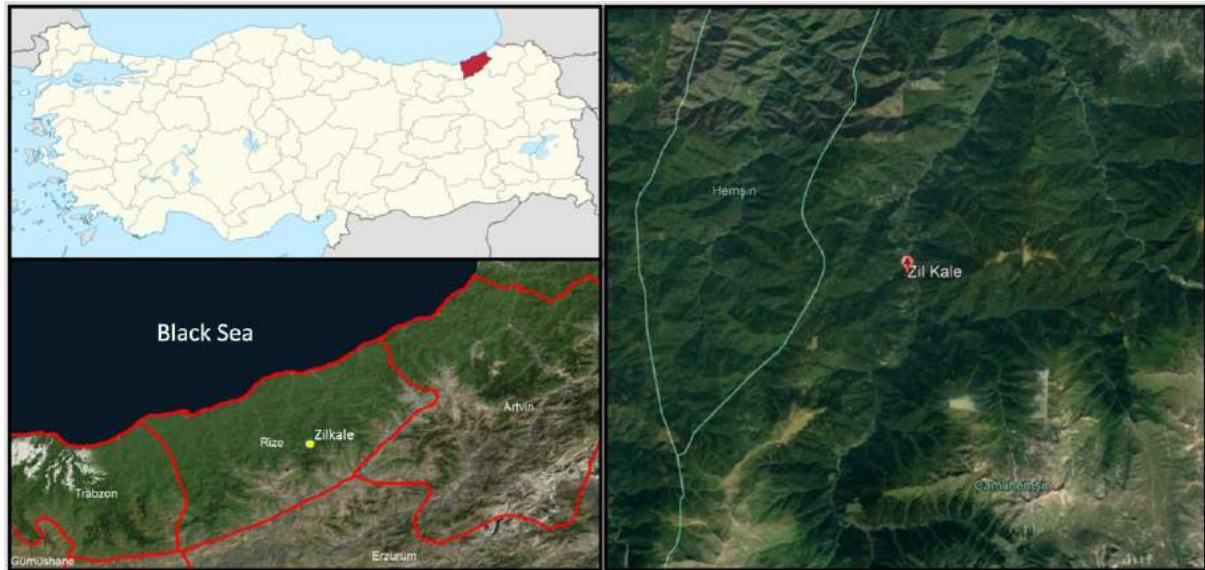 Black Sea
Zilkale
Rize
Artvin
Trabzon
Gümüşhane
Erzurum
Hemşin
Zil Kale
Çamlıhemşin